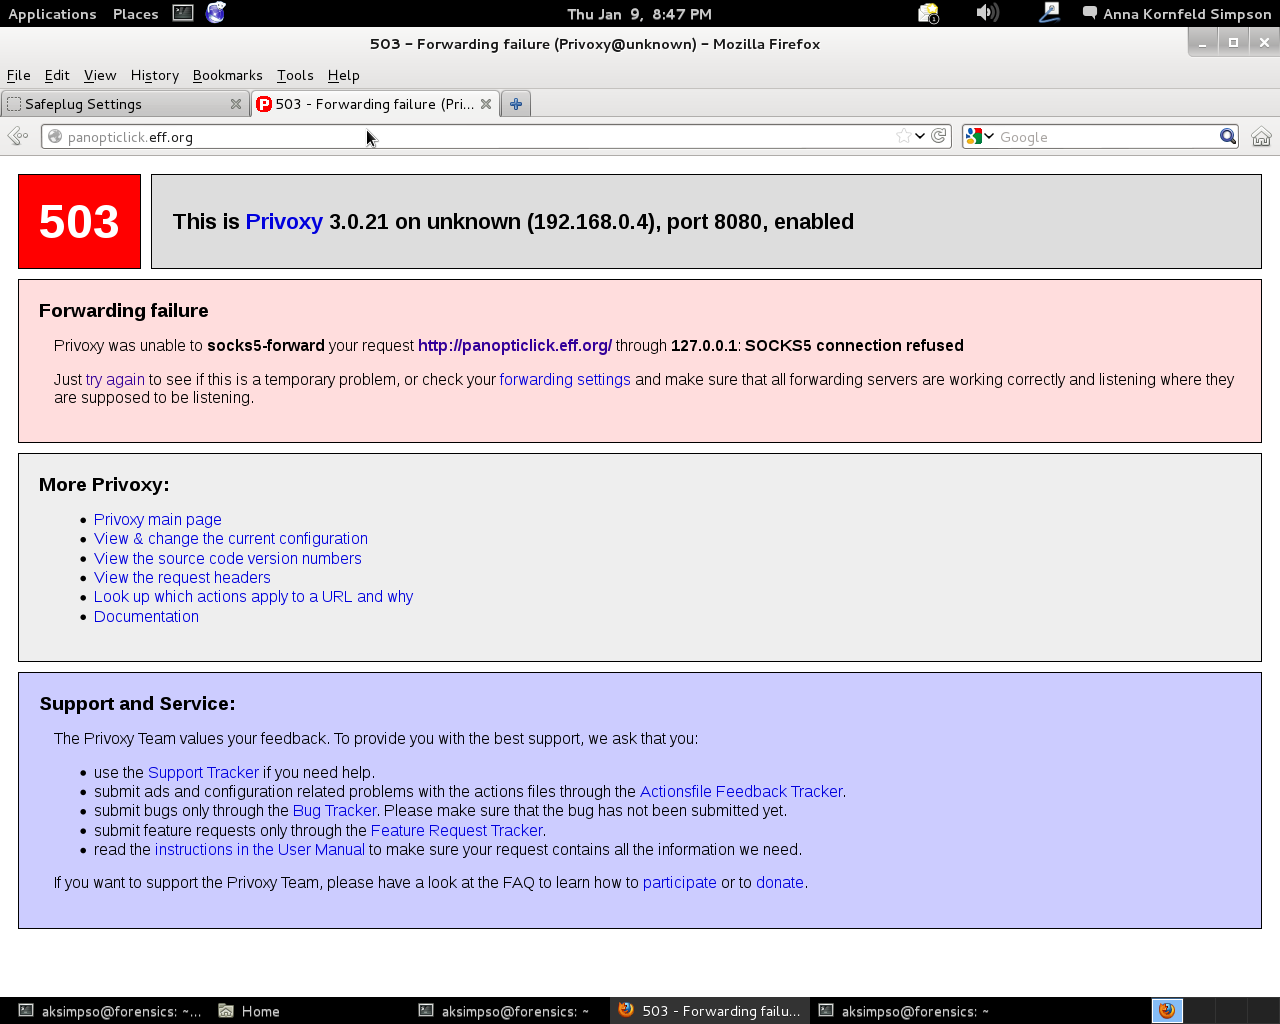 Applications Places Thu Jan 9, 8:47 PM 1 Anna Kornfeld Simpson
503 - Forwarding failure (Privoxy@unknown) - Mozilla Firefox
File Edit View History Bookmarks Tools Help
Safeplug Settings 503 - Forwarding failure (Pri...
panopticlick.eff.org Google
503
This is Privoxy 3.0.21 on unknown (192.168.0.4), port 8080, enabled
Forwarding failure
Privoxy was unable to socks5-forward your request http://panopticlick.eff.org/ through 127.0.0.1: SOCKS5 connection refused
Just try again to see if this is a temporary problem, or check your forwarding settings and make sure that all forwarding servers are working correctly and listening where they
are supposed to be listening.
More Privoxy:
• Privoxy main page
• View & change the current configuration
• View the source code version numbers
• View the request headers
• Look up which actions apply to a URL and why
• Documentation
Support and Service:
The Privoxy Team values your feedback. To provide you with the best support, we ask that you:
• use the Support Tracker if you need help.
• submit ads and configuration related problems with the actions files through the Actionsfile Feedback Tracker.
• submit bugs only through the Bug Tracker. Please make sure that the bug has not been submitted yet.
• submit feature requests only through the Feature Request Tracker.
• read the instructions in the User Manual to make sure your request contains all the information we need.
If you want to support the Privoxy Team, please have a look at the FAQ to learn how to participate or to donate.
aksimpso@forensics: ~... Home aksimpso@forensics: ~ 503 - Forwarding failu... aksimpso@forensics: ~